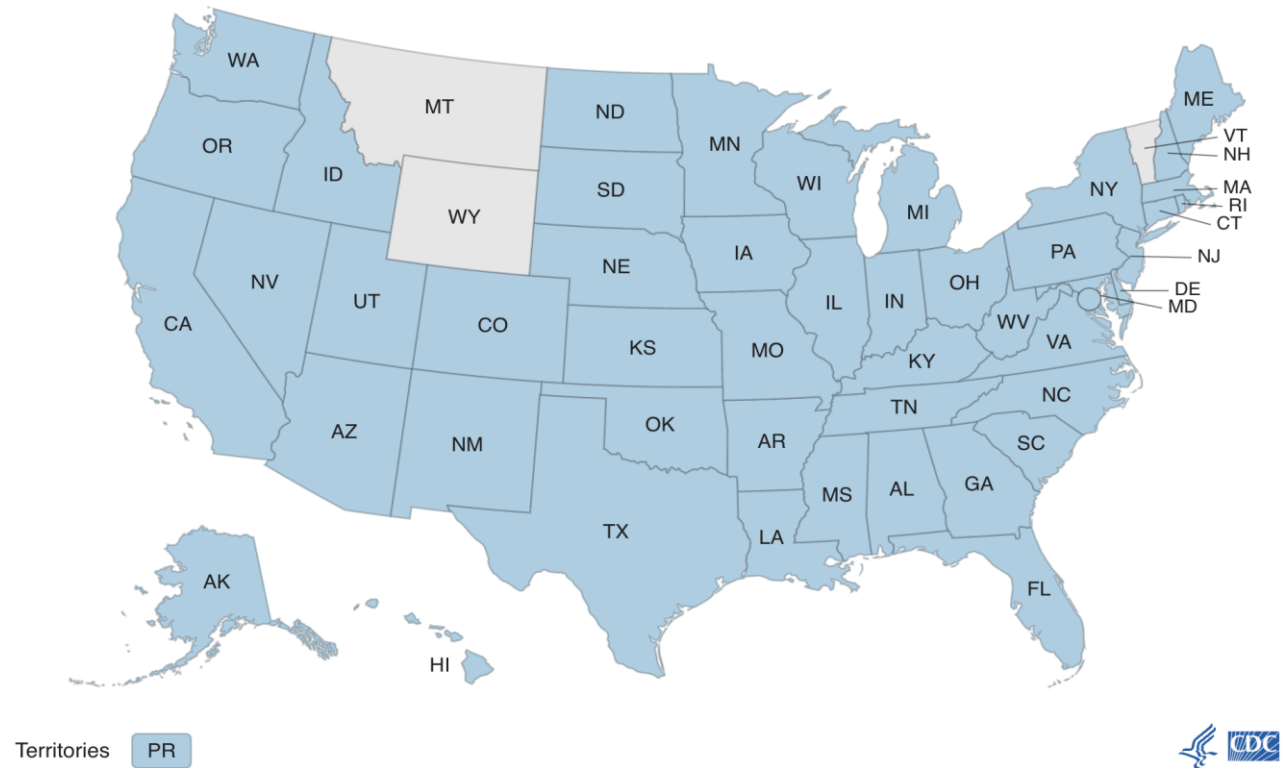 WA
MT
ND
MN
ME
OR
ID
SD
WI
VT
NH
WY
MI
NY
MA
RI
CT
NV
UT
NE
IA
PA
NJ
CA
CO
IL
IN
OH
DE
MD
KS
MO
WV
VA
KY
AZ
NM
OK
AR
TN
NC
SC
TX
LA
MS
AL
GA
AK
FL
HI
Territories PR
CDC